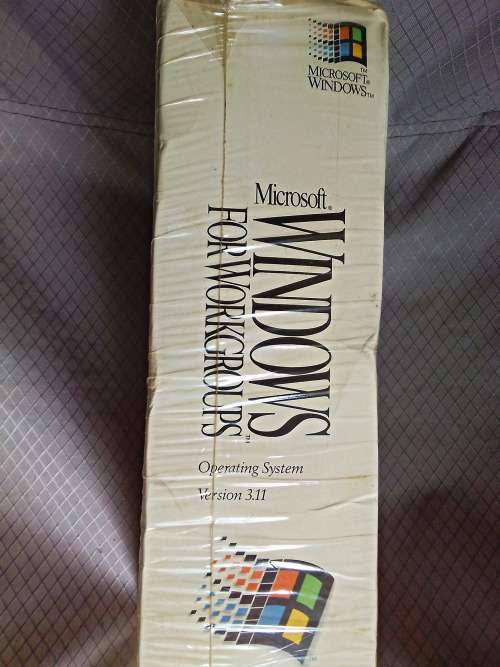 MICROSOFT®
WINDOWS™
Microsoft®
WINDOWS
FOR WORKGROUPS™
Operating System
Version 3.11